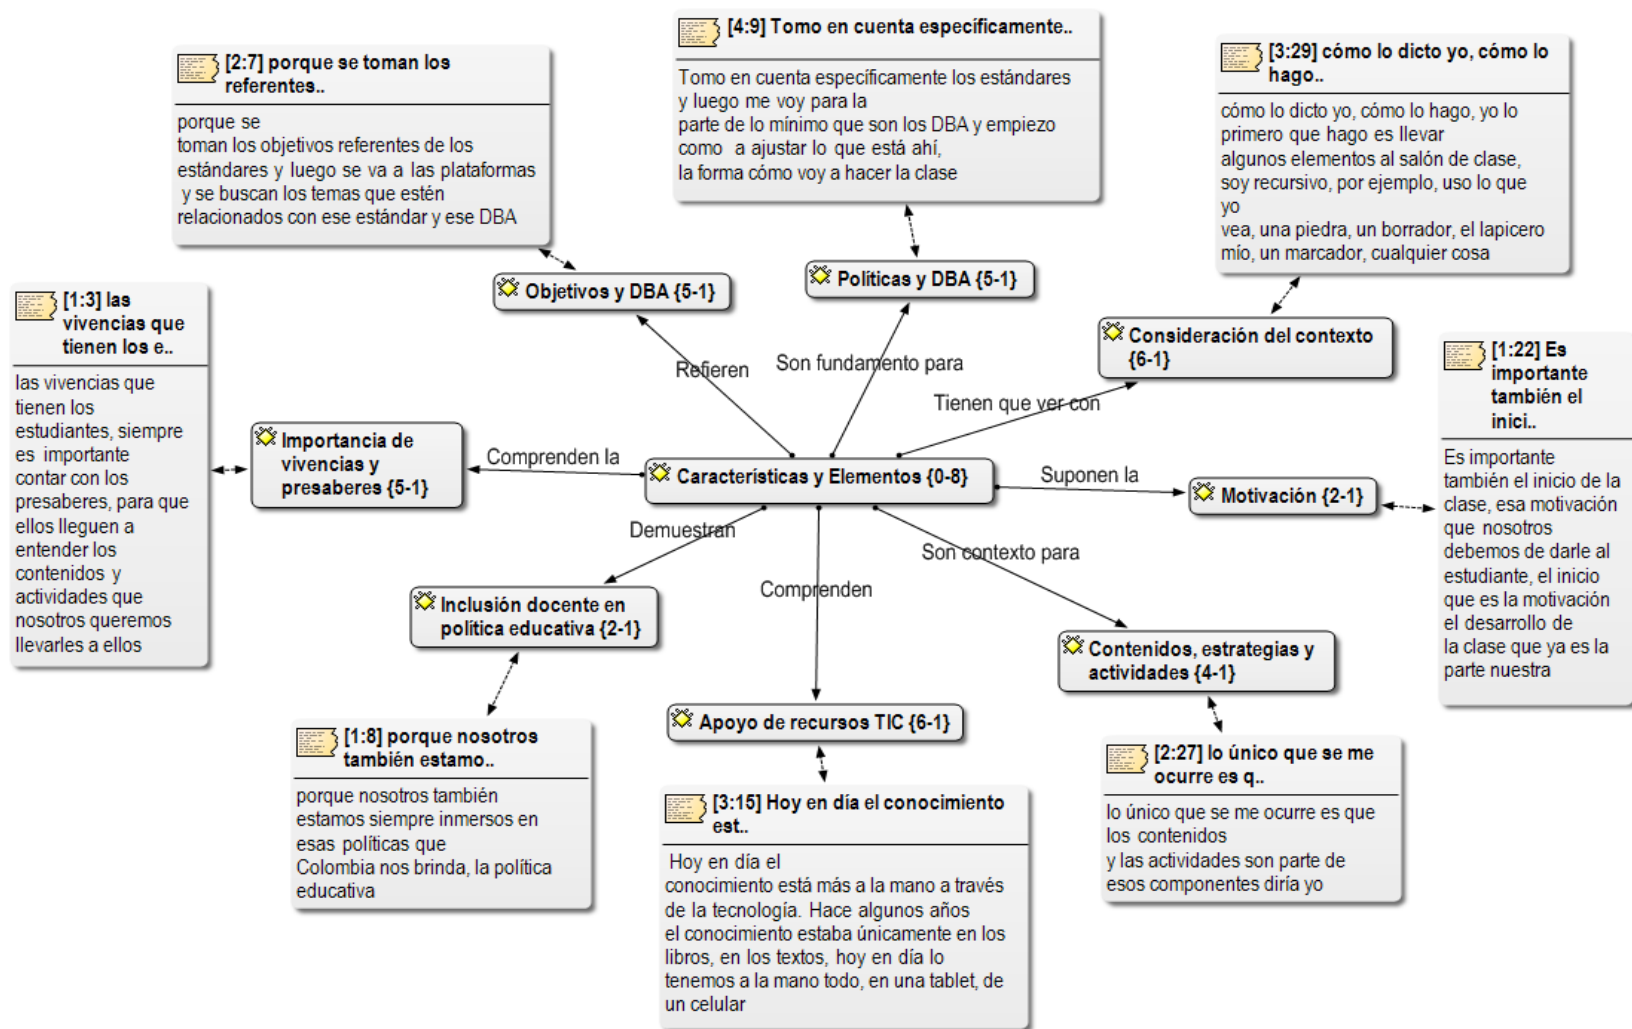 [4:9] Tomo en cuenta específicamente..
Tomo en cuenta específicamente los estándares
y luego me voy para la
parte de lo mínimo que son los DBA y empiezo
como a ajustar lo que está ahí,
la forma cómo voy a hacer la clase
[2:7] porque se toman los
referentes..
porque se
toman los objetivos referentes de los
estándares y luego se va a las plataformas
y se buscan los temas que estén
relacionados con ese estándar y ese DBA
[3:29] cómo lo dicto yo, cómo lo
hago..
cómo lo dicto yo, cómo lo hago, yo lo
primero que hago es llevar
algunos elementos al salón de clase,
soy recursivo, por ejemplo, uso lo que
yo
vea, una piedra, un borrador, el lapicero
mío, un marcador, cualquier cosa
Objetivos y DBA {5-1}
Políticas y DBA {5-1}
Consideración del contexto
{6-1}
[1:3] las
vivencias que
tienen los e..
las vivencias que
tienen los
estudiantes, siempre
es importante
contar con los
presaberes, para que
ellos lleguen a
entender los
contenidos y
actividades que
nosotros queremos
llevarles a ellos
Refieren
Son fundamento para
Tienen que ver con
[1:22] Es
importante
también el
inici..
Es importante
también el inicio de la
clase, esa motivación
que nosotros
debemos de darle al
estudiante, el inicio
que es la motivación
el desarrollo de
la clase que ya es la
parte nuestra
Importancia de
vivencias y
presaberes {5-1}
Comprenden la
Características y Elementos {0-8}
Suponen la
Motivación {2-1}
Demuestran
Comprenden
Son contexto para
Inclusión docente en
política educativa {2-1}
Contenidos, estrategias y
actividades {4-1}
Apoyo de recursos TIC {6-1}
[1:8] porque nosotros
también estamo..
porque nosotros también
estamos siempre inmersos en
esas políticas que
Colombia nos brinda, la política
educativa
[3:15] Hoy en día el conocimiento
est..
Hoy en día el
conocimiento está más a la mano a través
de la tecnología. Hace algunos años
el conocimiento estaba únicamente en los
libros, en los textos, hoy en día lo
tenemos a la mano todo, en una tablet, de
un celular
[2:27] lo único que se me
ocurre es q..
lo único que se me ocurre es que
los contenidos
y las actividades son parte de
esos componentes diría yo